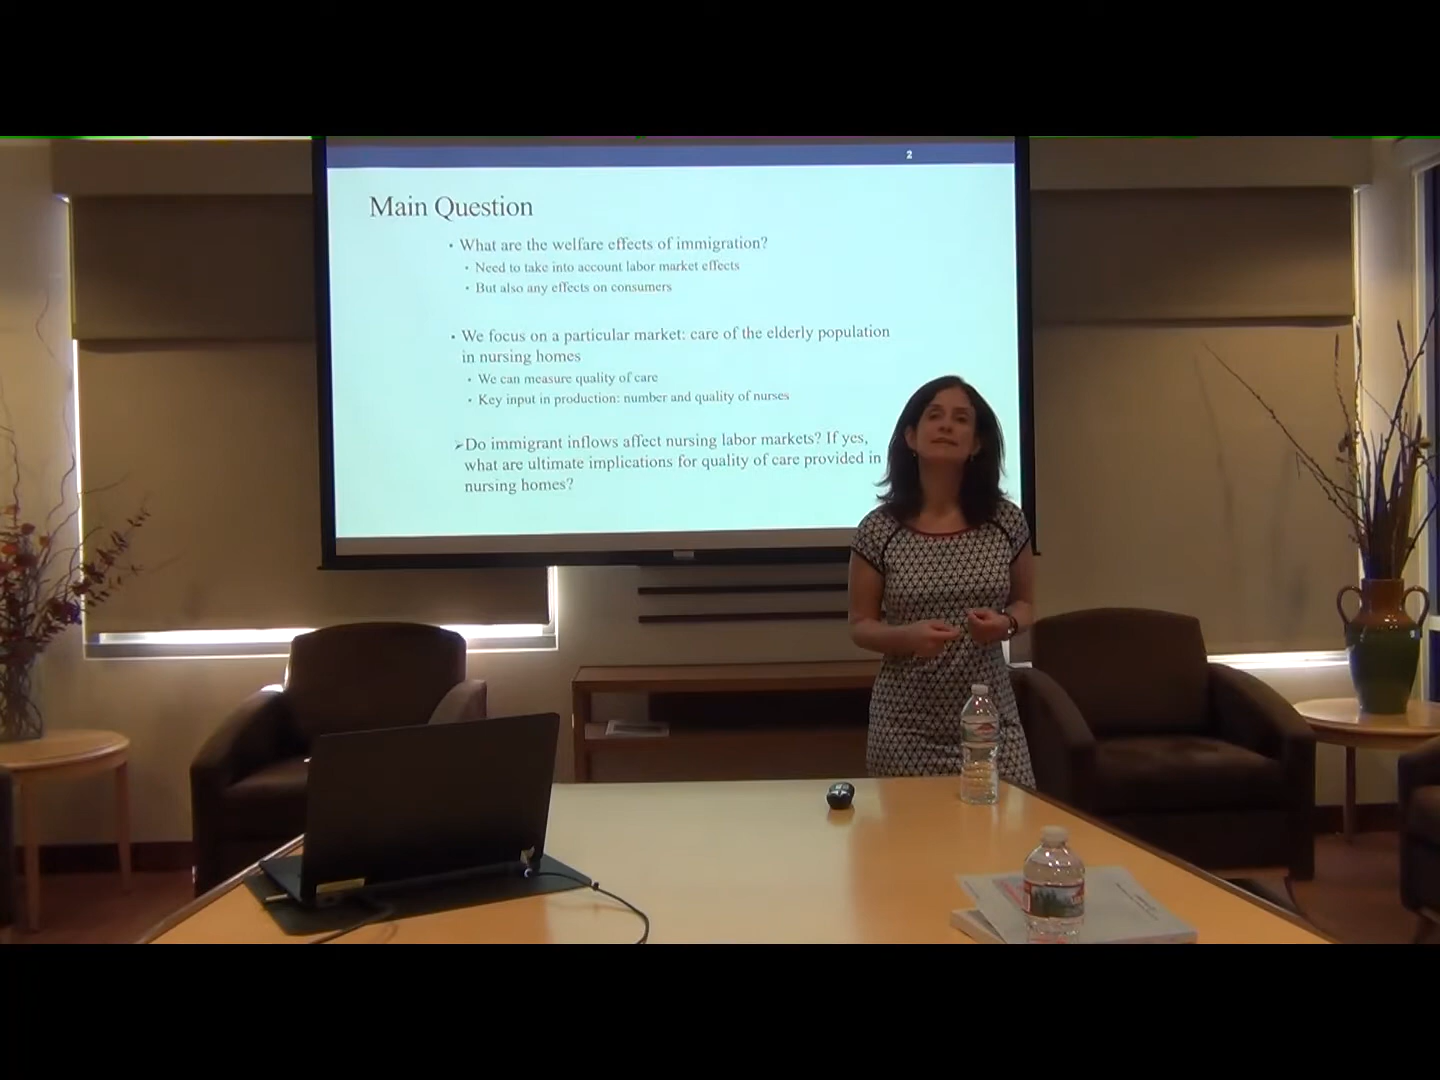 2
Main Question
• What are the welfare effects of immigration?
• Need to take into account labor market effects
• But also any effects on consumers
• We focus on a particular market: care of the elderly population
in nursing homes
• We can measure quality of care
• Key input in production: number and quality of nurses
➢Do immigrant inflows affect nursing labor markets? If yes,
what are ultimate implications for quality of care provided in
nursing homes?